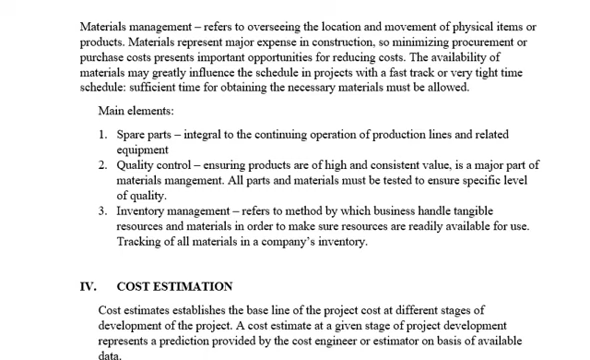 Materials management – refers to overseeing the location and movement of physical items or
products. Materials represent major expense in construction, so minimizing procurement or
purchase costs presents important opportunities for reducing costs. The availability of
materials may greatly influence the schedule in projects with a fast track or very tight time
schedule: sufficient time for obtaining the necessary materials must be allowed.
Main elements:
1. Spare parts – integral to the continuing operation of production lines and related
equipment
2. Quality control – ensuring products are of high and consistent value, is a major part of
materials mangement. All parts and materials must be tested to ensure specific level
of quality.
3. Inventory management – refers to method by which business handle tangible
resources and materials in order to make sure resources are readily available for use.
Tracking of all materials in a company's inventory.
IV. COST ESTIMATION
Cost estimates establishes the base line of the project cost at different stages of
development of the project. A cost estimate at a given stage of project development
represents a prediction provided by the cost engineer or estimator on basis of available
data.